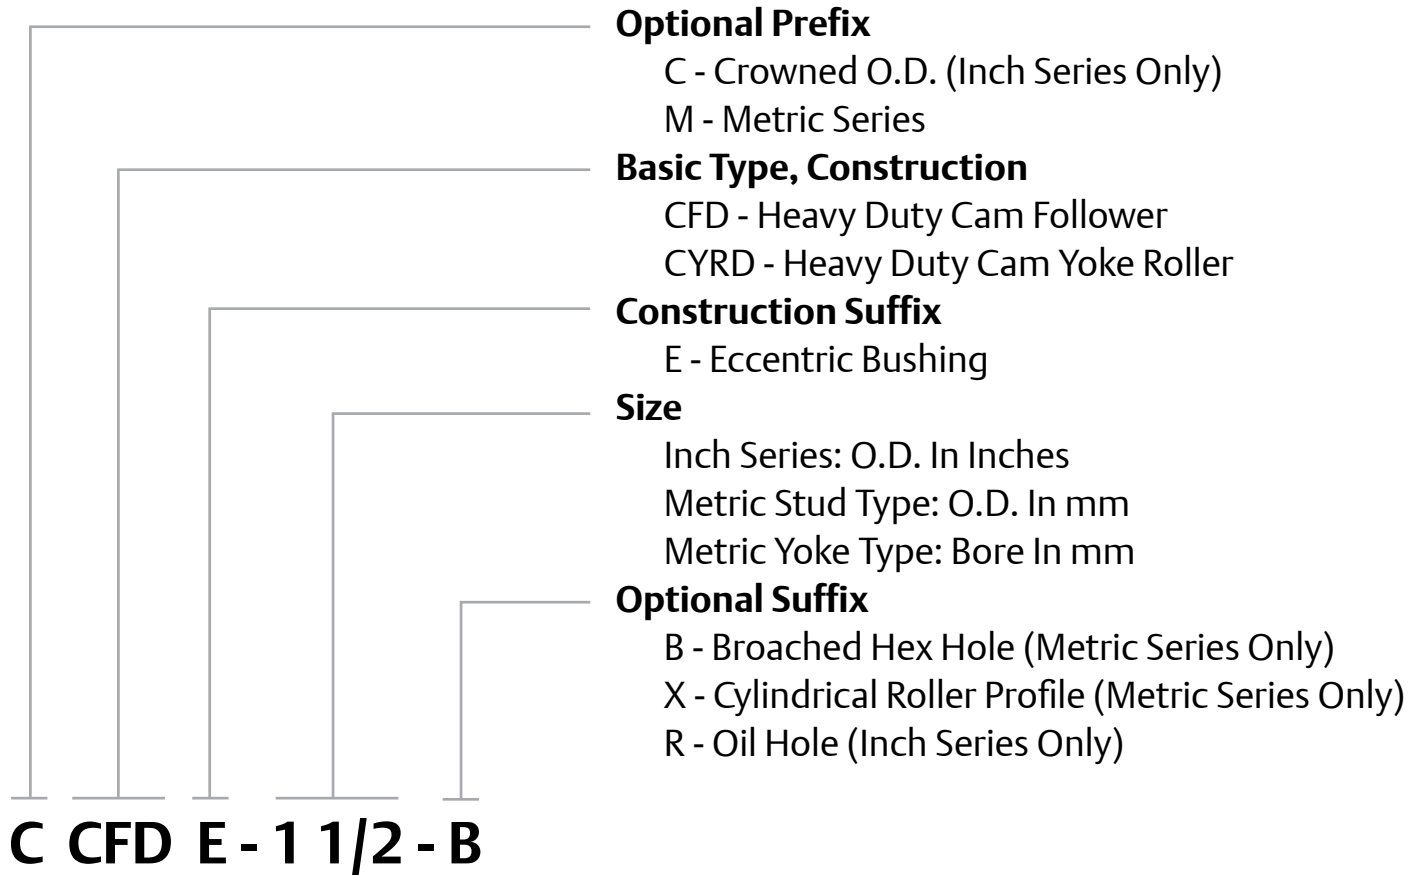 Optional Prefix
C - Crowned O.D. (Inch Series Only)
M - Metric Series
Basic Type, Construction
CFD - Heavy Duty Cam Follower
CYRD - Heavy Duty Cam Yoke Roller
Construction Suffix
E - Eccentric Bushing
Size
Inch Series: O.D. In Inches
Metric Stud Type: O.D. In mm
Metric Yoke Type: Bore In mm
Optional Suffix
B - Broached Hex Hole (Metric Series Only)
X - Cylindrical Roller Profile (Metric Series Only)
R - Oil Hole (Inch Series Only)
C CFD E - 1 1/2 - B